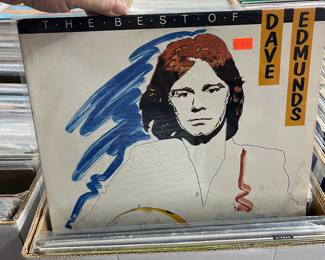 THE BEST OF
DAVE
EDMUNDS